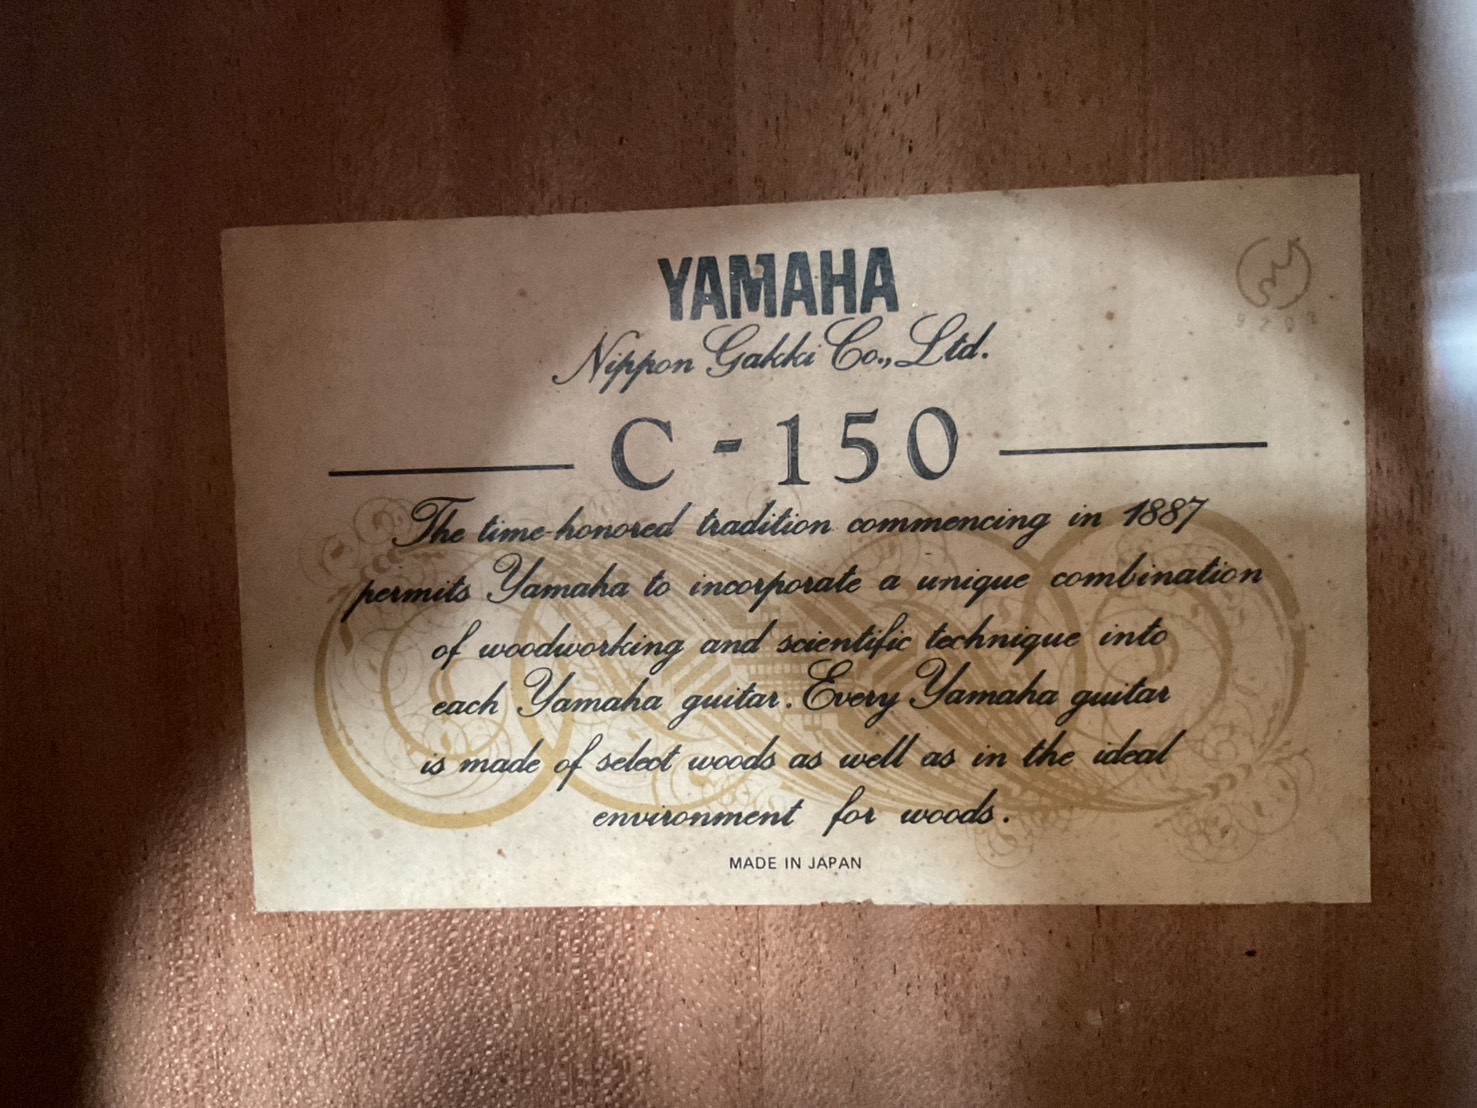 YAMAHA
Nippon Gakki Co., Ltd.
C - 150
The time-honored tradition commencing in 1887
permits Yamaha to incorporate a unique combination
of woodworking and scientific technique into
each Yamaha guitar. Every Yamaha guitar
is made of select woods as well as in the ideal
environment for woods.
MADE IN JAPAN